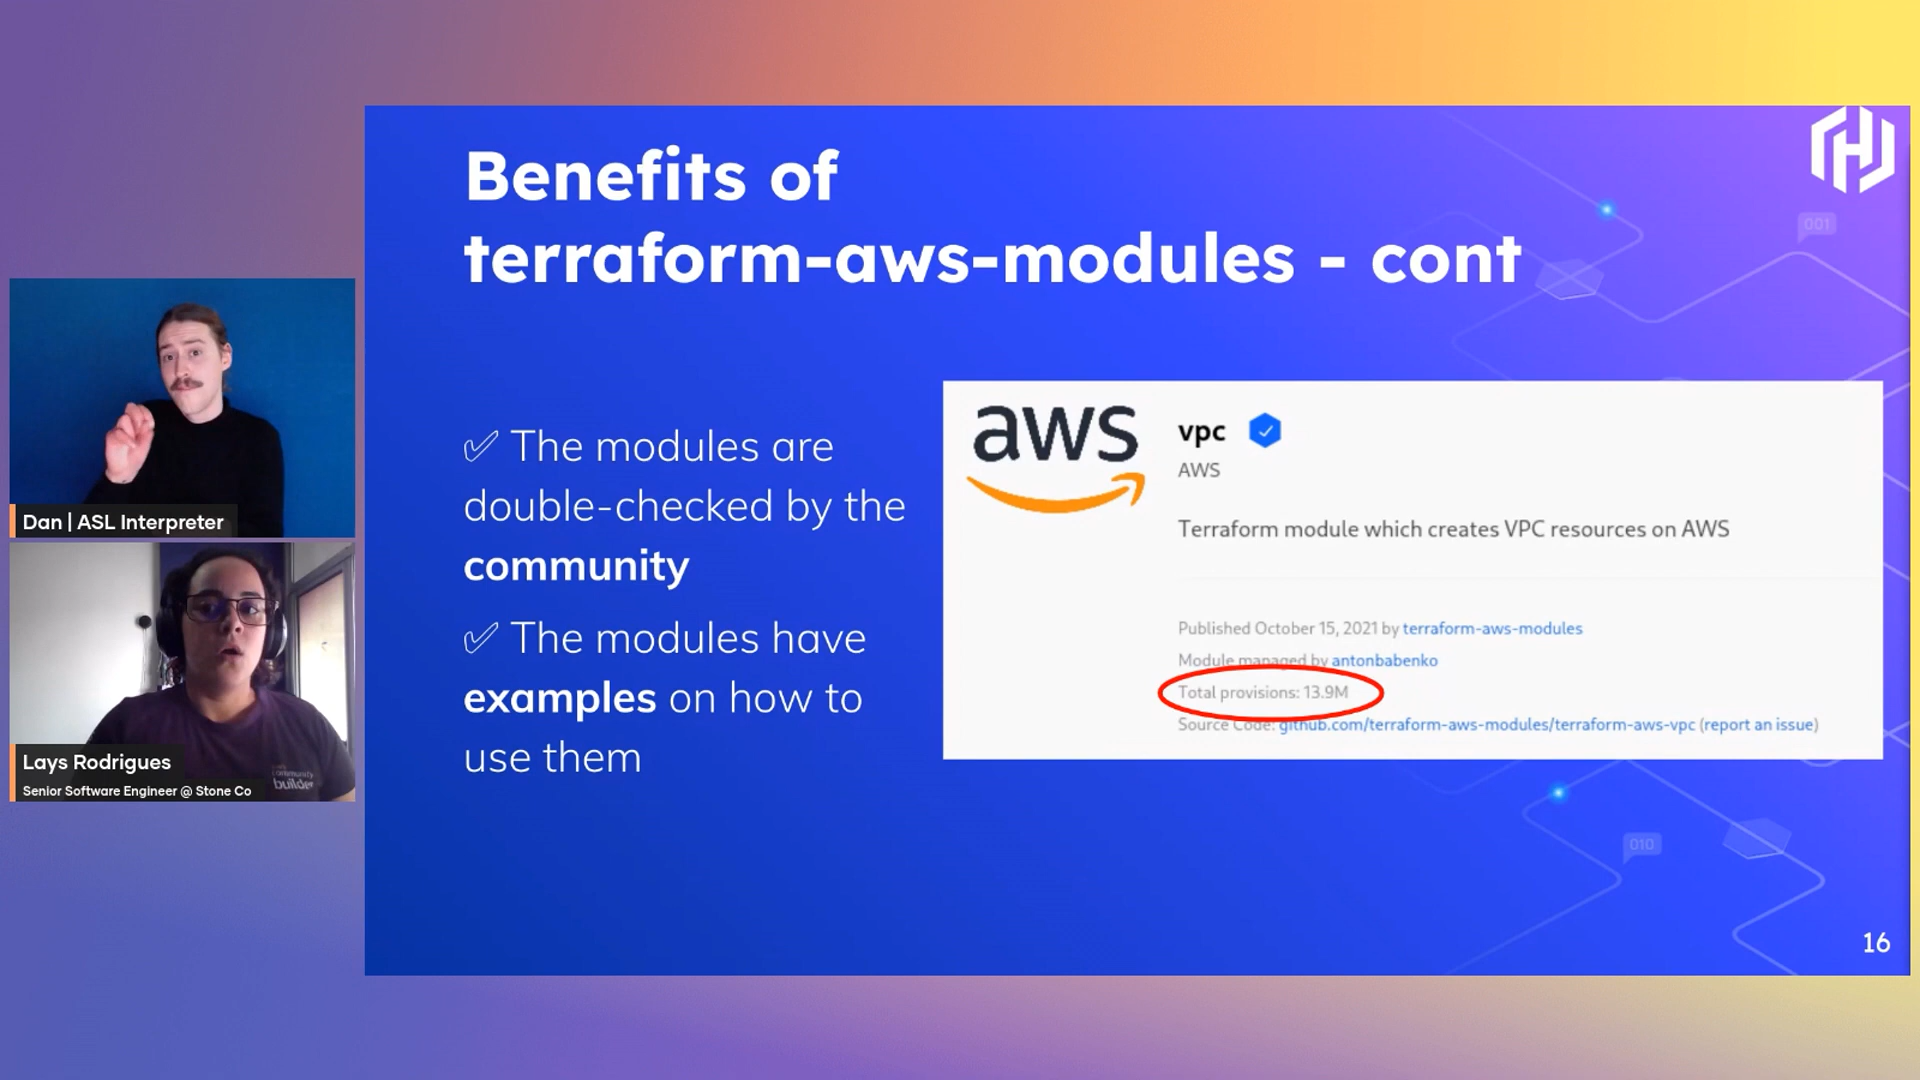 Benefits of
terraform-aws-modules - cont
001
✅ The modules are
double-checked by the
community
✅ The modules have
examples on how to
use them
aws
vpc
AWS
Terraform module which creates VPC resources on AWS
Published October 15, 2021 by terraform-aws-modules
Module managed by antonbabenko
Total provisions: 13.9M
Source Code: github.com/terraform-aws-modules/terraform-aws-vpc (report an issue)
010
16
Dan | ASL Interpreter
community
builder
Lays Rodrigues
Senior Software Engineer @ Stone Co